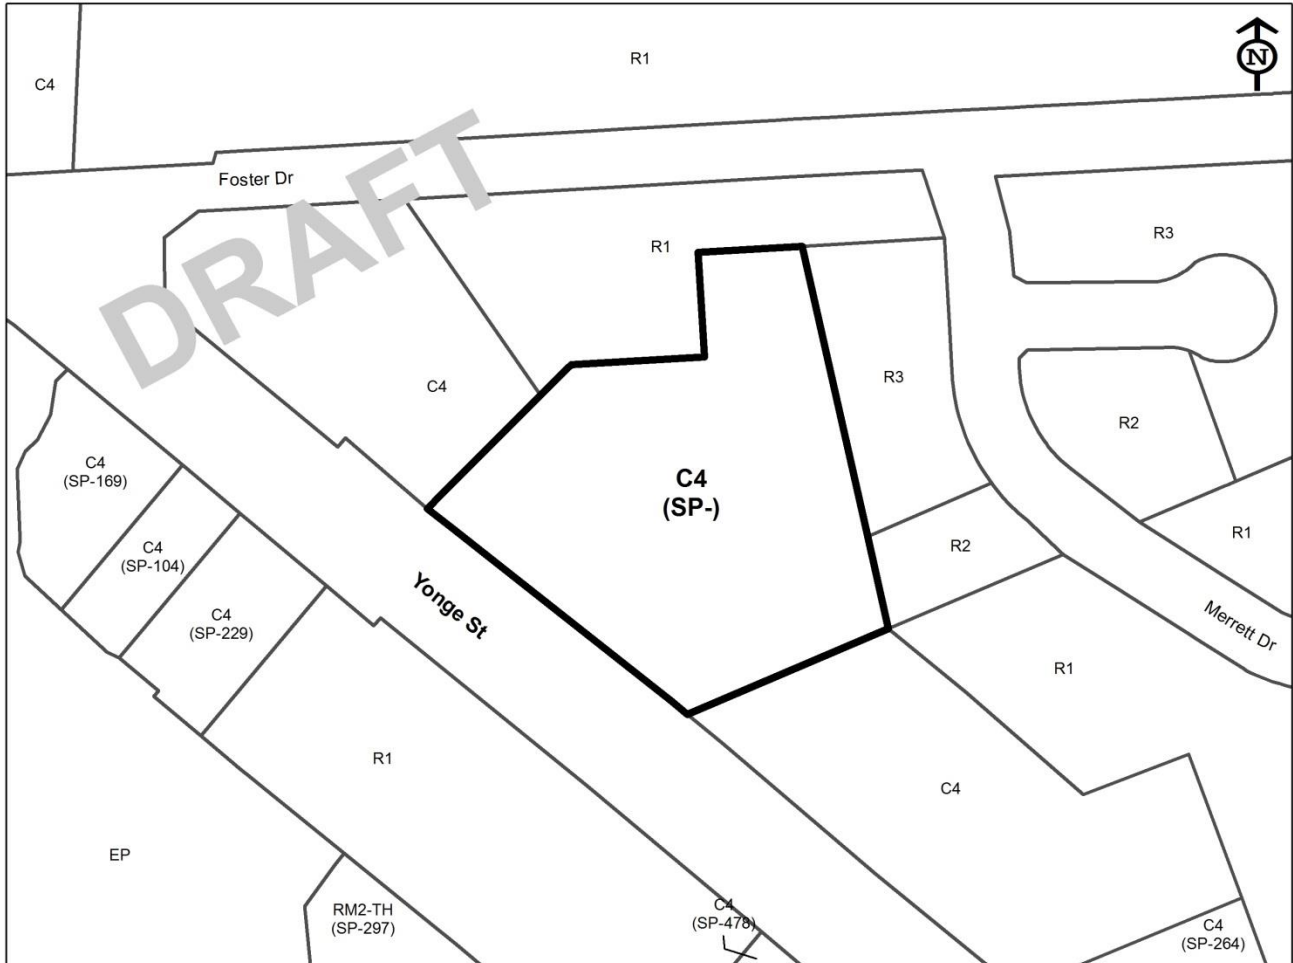 R1
N
C4
DRAFT
Foster Dr
R1
R3
C4
R3
R2
C4
(SP-169)
C4
(SP-)
C4
(SP-104)
R2
R1
C4
(SP-229)
Yonge St
Merrett Dr
R1
R1
C4
EP
RM2-TH
(SP-297)
C4
(SP-478)
C4
(SP-264)